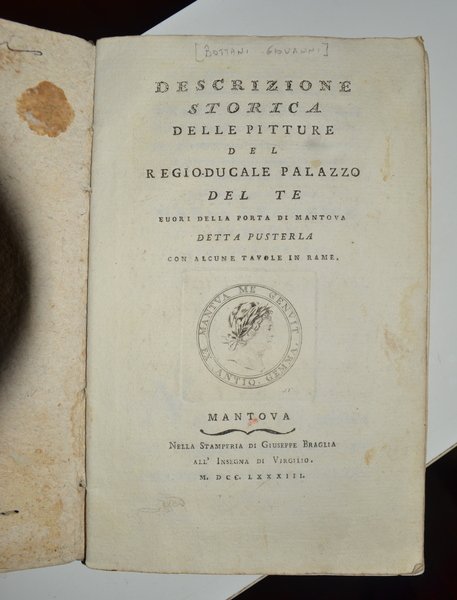 [BOTTANI GIOVANNI]
DESCRIZIONE
STORICA
DELLE PITTURE
DEL
REGIO-DUCALE PALAZZO
DEL TE
FUORI DELLA PORTA DI MANTOVA
DETTA PUSTERLA
CON ALCUNE TAVOLE IN RAME.
MANTVA ME GENVIT
EX ANTIQ. GEMMA
MANTOVA
NELLA STAMPERIA DI GIUSEPPE BRAGLIA
ALL' INSEGNA DI VIRGILIO.
M. DCC. LXXXIII.